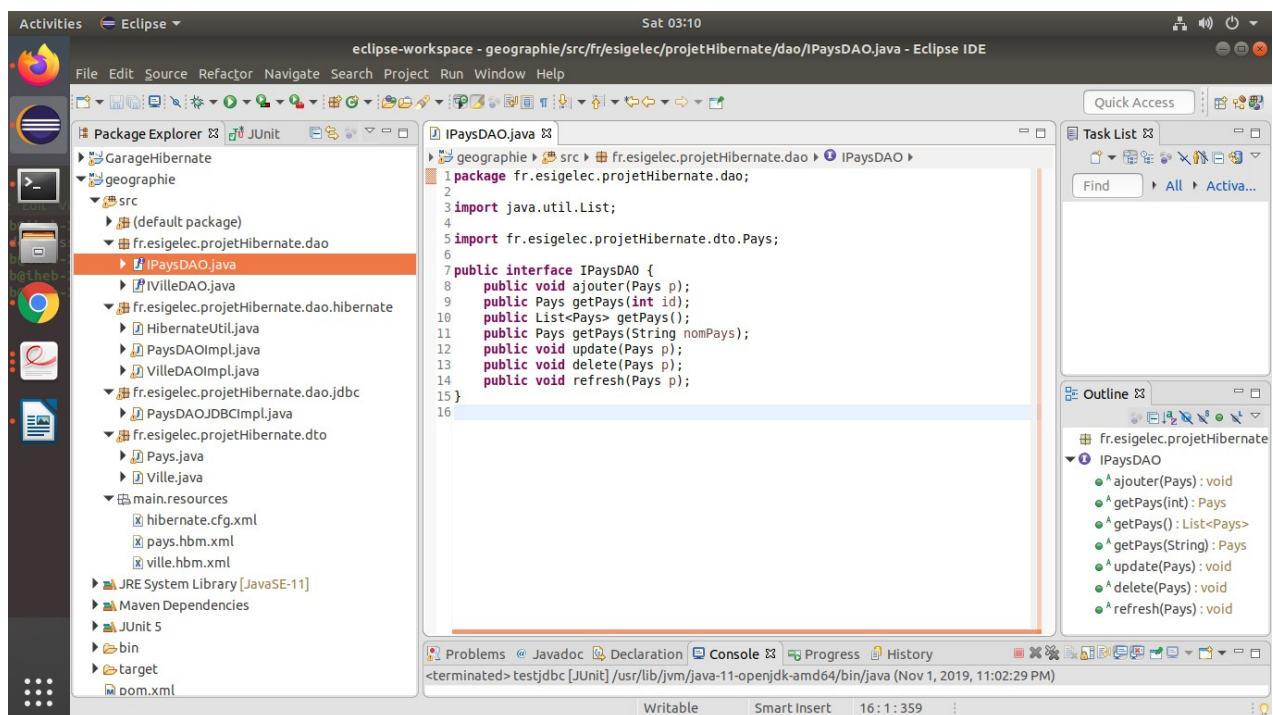 Activities Eclipse Sat 03:10
eclipse-workspace - geographie/src/fr/esigelec/projetHibernate/dao/IPaysDAO.java - Eclipse IDE
File Edit Source Refactor Navigate Search Project Run Window Help
Quick Access
Package Explorer JUnit
GarageHibernate
geographie
src
(default package)
fr.esigelec.projetHibernate.dao
IPaysDAO.java
IVilleDAO.java
fr.esigelec.projetHibernate.dao.hibernate
HibernateUtil.java
PaysDAOImpl.java
VilleDAOImpl.java
fr.esigelec.projetHibernate.dao.jdbc
PaysDAOJDBCImpl.java
fr.esigelec.projetHibernate.dto
Pays.java
Ville.java
main.resources
hibernate.cfg.xml
pays.hbm.xml
ville.hbm.xml
JRE System Library [JavaSE-11]
Maven Dependencies
JUnit 5
bin
target
pom.xml
IPaysDAO.java
geographie src fr.esigelec.projetHibernate.dao IPaysDAO
1 package fr.esigelec.projetHibernate.dao;
2
3 import java.util.List;
4
5 import fr.esigelec.projetHibernate.dto.Pays;
6
7 public interface IPaysDAO {
8 public void ajouter(Pays p);
9 public Pays getPays(int id);
10 public List<Pays> getPays();
11 public Pays getPays(String nomPays);
12 public void update(Pays p);
13 public void delete(Pays p);
14 public void refresh(Pays p);
15 }
16
Task List
Find All Activa...
Outline
fr.esigelec.projetHibernate
IPaysDAO
ajouter(Pays) : void
getPays(int) : Pays
getPays() : List<Pays>
getPays(String) : Pays
update(Pays) : void
delete(Pays) : void
refresh(Pays) : void
Problems Javadoc Declaration Console Progress History
<terminated> testjdbc [JUnit] /usr/lib/jvm/java-11-openjdk-amd64/bin/java (Nov 1, 2019, 11:02:29 PM)
Writable Smart Insert 16 : 1 : 359